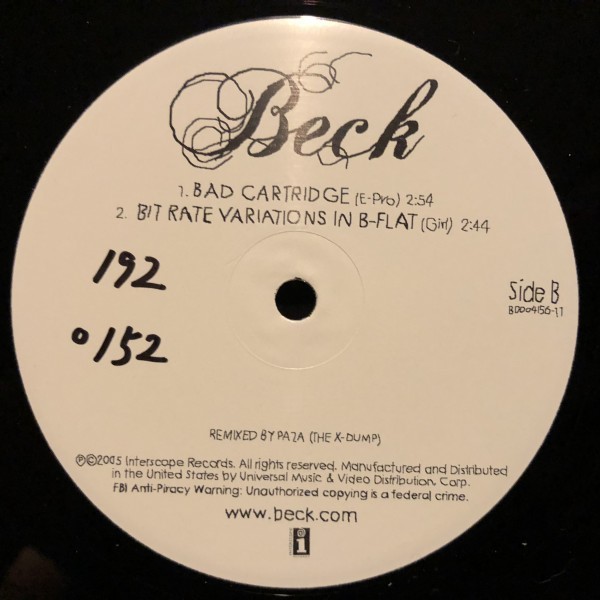 Beck
1. BAD CARTRIDGE (E-Pro) 2:54
2. BIT RATE VARIATIONS IN B-FLAT (Girl) 2:44
192
0152
Side B
B0004156-11
REMIXED BY PAZA (THE X-DUMP)
℗©2005 Interscope Records. All rights reserved. Manufactured and Distributed
in the United States by Universal Music & Video Distribution, Corp.
FBI Anti-Piracy Warning: Unauthorized copying is a federal crime.
www.beck.com
i